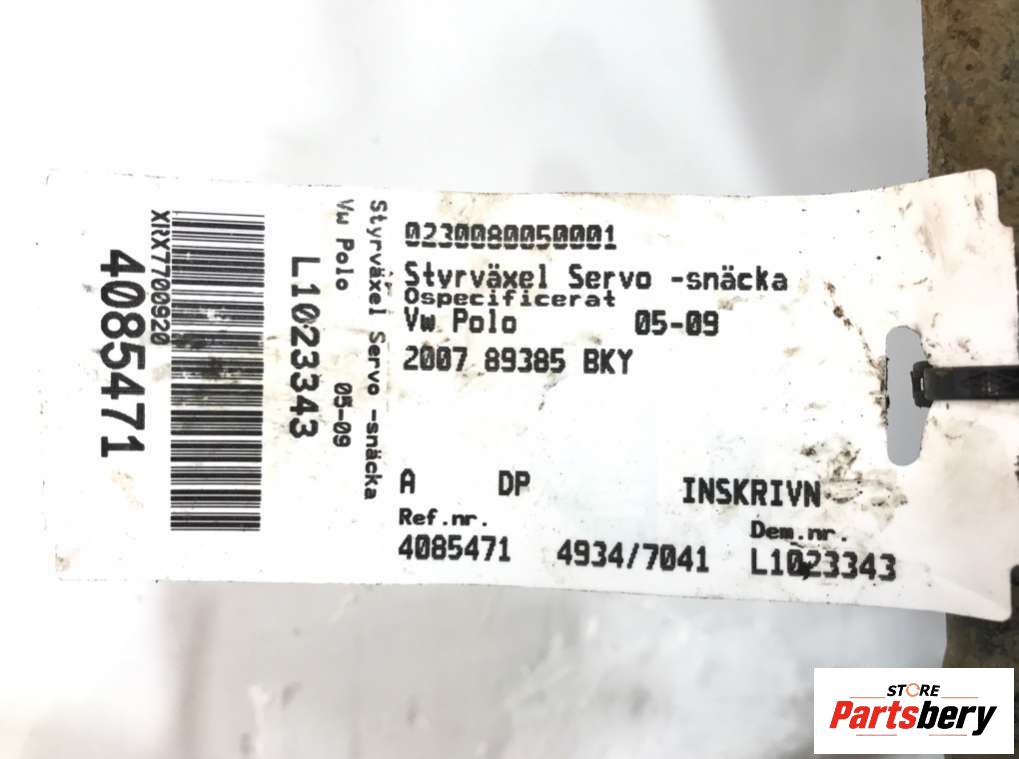 0230080050001
Styrväxel Servo -snäcka
Ospecificerat
Vw Polo 05-09
2007 89385 BKY
A DP INSKRIVN
Ref.nr. Dem.nr.
4085471 4934/7041 L1023343
Styrväxel Servo -snäcka
Vw Polo 05-09
L1023343
XRX7700920
4085471
STORE
Partsbery